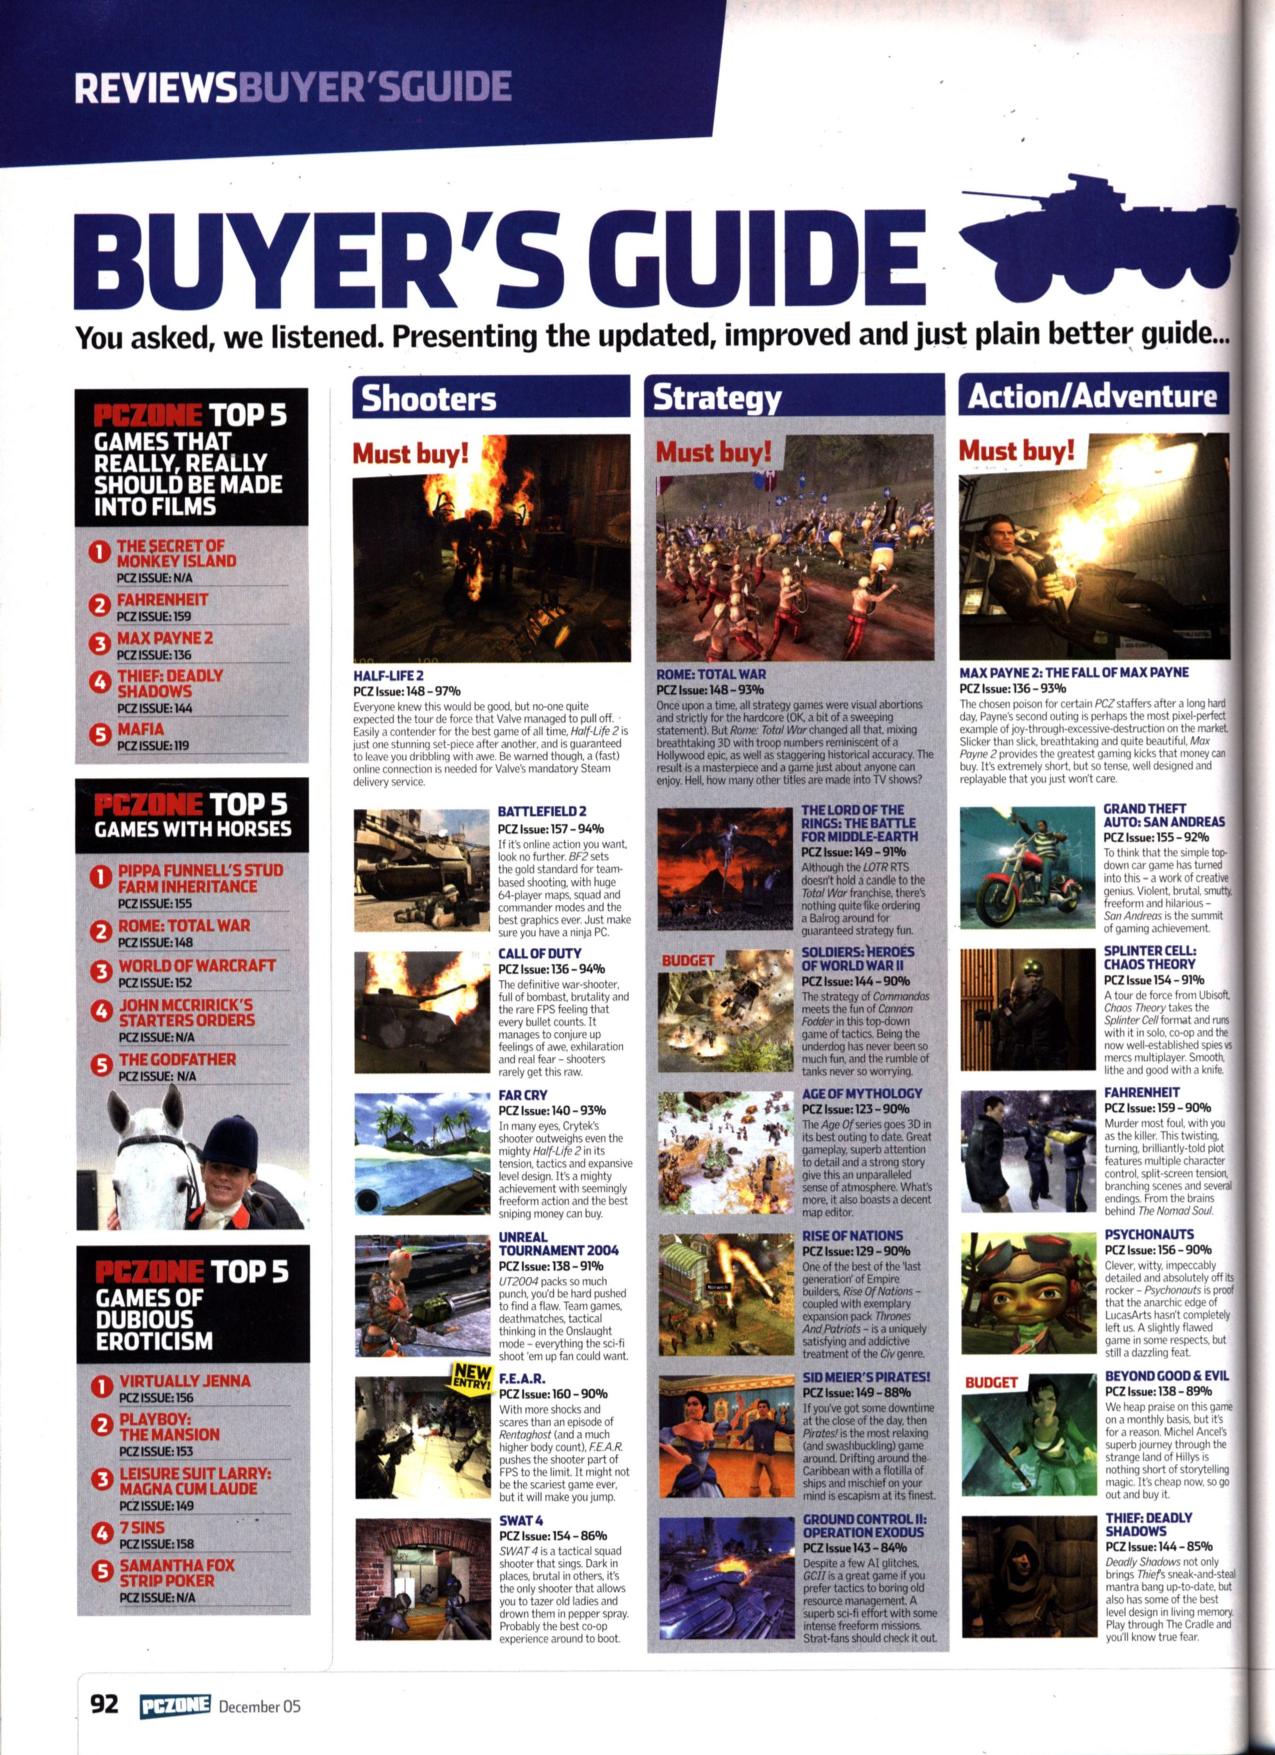 REVIEWSBUYER'SGUIDE
BUYER'S GUIDE
You asked, we listened. Presenting the updated, improved and just plain better guide...
PCZONE TOP 5
GAMES THAT
REALLY, REALLY
SHOULD BE MADE
INTO FILMS
1 THE SECRET OF
MONKEY ISLAND
PCZ ISSUE: N/A
2 FAHRENHEIT
PCZ ISSUE: 159
3 MAX PAYNE 2
PCZ ISSUE: 136
4 THIEF: DEADLY
SHADOWS
PCZ ISSUE: 144
5 MAFIA
PCZ ISSUE: 119
PCZONE TOP 5
GAMES WITH HORSES
1 PIPPA FUNNELL'S STUD
FARM INHERITANCE
PCZ ISSUE: 155
2 ROME: TOTAL WAR
PCZ ISSUE: 148
3 WORLD OF WARCRAFT
PCZ ISSUE: 152
4 JOHN MCCRIRICK'S
STARTERS ORDERS
PCZ ISSUE: N/A
5 THE GODFATHER
PCZ ISSUE: N/A
PCZONE TOP 5
GAMES OF
DUBIOUS
EROTICISM
1 VIRTUALLY JENNA
PCZ ISSUE: 156
2 PLAYBOY:
THE MANSION
PCZ ISSUE: 153
3 LEISURE SUIT LARRY:
MAGNA CUM LAUDE
PCZ ISSUE: 149
4 7 SINS
PCZ ISSUE: 158
5 SAMANTHA FOX
STRIP POKER
PCZ ISSUE: N/A
Shooters
Must buy!
HALF-LIFE 2
PCZ Issue: 148 – 97%
Everyone knew this would be good, but no-one quite
expected the tour de force that Valve managed to pull off.
Easily a contender for the best game of all time, Half-Life 2 is
just one stunning set-piece after another, and is guaranteed
to leave you dribbling with awe. Be warned though, a (fast)
online connection is needed for Valve's mandatory Steam
delivery service.
BATTLEFIELD 2
PCZ Issue: 157 – 94%
If it's online action you want,
look no further. BF2 sets
the gold standard for team-
based shooting, with huge
64-player maps, squad and
commander modes and the
best graphics ever. Just make
sure you have a ninja PC.
CALL OF DUTY
PCZ Issue: 136 – 94%
The definitive war-shooter,
full of bombast, brutality and
the rare FPS feeling that
every bullet counts. It
manages to conjure up
feelings of awe, exhilaration
and real fear – shooters
rarely get this raw.
FAR CRY
PCZ Issue: 140 – 93%
In many eyes, Crytek's
shooter outweighs even the
mighty Half-Life 2 in its
tension, tactics and expansive
level design. It's a mighty
achievement with seemingly
freeform action and the best
sniping money can buy.
UNREAL
TOURNAMENT 2004
PCZ Issue: 138 – 91%
UT2004 packs so much
punch, you'd be hard pushed
to find a flaw. Team games,
deathmatches, tactical
thinking in the Onslaught
mode – everything the sci-fi
shoot 'em up fan could want.
NEW
ENTRY!
F.E.A.R.
PCZ Issue: 160 – 90%
With more shocks and
scares than an episode of
Rentaghost (and a much
higher body count), F.E.A.R.
pushes the shooter part of
FPS to the limit. It might not
be the scariest game ever,
but it will make you jump.
SWAT 4
PCZ Issue: 154 – 86%
SWAT 4 is a tactical squad
shooter that sings. Dark in
places, brutal in others, it's
the only shooter that allows
you to tazer old ladies and
drown them in pepper spray.
Probably the best co-op
experience around to boot.
Strategy
Must buy!
ROME: TOTAL WAR
PCZ Issue: 148 – 93%
Once upon a time, all strategy games were visual abortions
and strictly for the hardcore (OK, a bit of a sweeping
statement). But Rome: Total War changed all that, mixing
breathtaking 3D with troop numbers reminiscent of a
Hollywood epic, as well as staggering historical accuracy. The
result is a masterpiece and a game just about anyone can
enjoy. Hell, how many other titles are made into TV shows?
THE LORD OF THE
RINGS: THE BATTLE
FOR MIDDLE-EARTH
PCZ Issue: 149 – 91%
Although the LOTR RTS
doesn't hold a candle to the
Total War franchise, there's
nothing quite like ordering
a Balrog around for
guaranteed strategy fun.
BUDGET
SOLDIERS: HEROES
OF WORLD WAR II
PCZ Issue: 144 – 90%
The strategy of Commandos
meets the fun of Cannon
Fodder in this top-down
game of tactics. Being the
underdog has never been so
much fun, and the rumble of
tanks never so worrying.
AGE OF MYTHOLOGY
PCZ Issue: 123 – 90%
The Age Of series goes 3D in
its best outing to date. Great
gameplay, superb attention
to detail and a strong story
give this an unparalleled
sense of atmosphere. What's
more, it also boasts a decent
map editor.
RISE OF NATIONS
PCZ Issue: 129 – 90%
One of the best of the 'last
generation' of Empire
builders, Rise Of Nations –
coupled with exemplary
expansion pack Thrones
And Patriots – is a uniquely
satisfying and addictive
treatment of the Civ genre.
SID MEIER'S PIRATES!
PCZ Issue: 149 – 88%
If you've got some downtime
at the close of the day, then
Pirates! is the most relaxing
(and swashbuckling) game
around. Drifting around the
Caribbean with a flotilla of
ships and mischief on your
mind is escapism at its finest.
GROUND CONTROL II:
OPERATION EXODUS
PCZ Issue 143 – 84%
Despite a few AI glitches,
GCII is a great game if you
prefer tactics to boring old
resource management. A
superb sci-fi effort with some
intense freeform missions.
Strat-fans should check it out.
Action/Adventure
Must buy!
MAX PAYNE 2: THE FALL OF MAX PAYNE
PCZ Issue: 136 – 93%
The chosen poison for certain PCZ staffers after a long hard
day, Payne's second outing is perhaps the most pixel-perfect
example of joy-through-excessive-destruction on the market.
Slicker than slick, breathtaking and quite beautiful, Max
Payne 2 provides the greatest gaming kicks that money can
buy. It's extremely short, but so tense, well designed and
replayable that you just won't care.
GRAND THEFT
AUTO: SAN ANDREAS
PCZ Issue: 155 – 92%
To think that the simple top-
down car game has turned
into this – a work of creative
genius. Violent, brutal, smutty,
freeform and hilarious –
San Andreas is the summit
of gaming achievement.
SPLINTER CELL:
CHAOS THEORY
PCZ Issue 154 – 91%
A tour de force from Ubisoft,
Chaos Theory takes the
Splinter Cell format and runs
with it in solo, co-op and the
now well-established spies vs
mercs multiplayer. Smooth,
lithe and good with a knife.
FAHRENHEIT
PCZ Issue: 159 – 90%
Murder most foul, with you
as the killer. This twisting,
turning, brilliantly-told plot
features multiple character
control, split-screen tension,
branching scenes and several
endings. From the brains
behind The Nomad Soul.
PSYCHONAUTS
PCZ Issue: 156 – 90%
Clever, witty, impeccably
detailed and absolutely off its
rocker – Psychonauts is proof
that the anarchic edge of
LucasArts hasn't completely
left us. A slightly flawed
game in some respects, but
still a dazzling feat.
BUDGET
BEYOND GOOD & EVIL
PCZ Issue: 138 – 89%
We heap praise on this game
on a monthly basis, but it's
for a reason. Michel Ancel's
superb journey through the
strange land of Hillys is
nothing short of storytelling
magic. It's cheap now, so go
out and buy it.
THIEF: DEADLY
SHADOWS
PCZ Issue: 144 – 85%
Deadly Shadows not only
brings Thief's sneak-and-steal
mantra bang up-to-date, but
also has some of the best
level design in living memory.
Play through The Cradle and
you'll know true fear.
92 PCZONE December 05